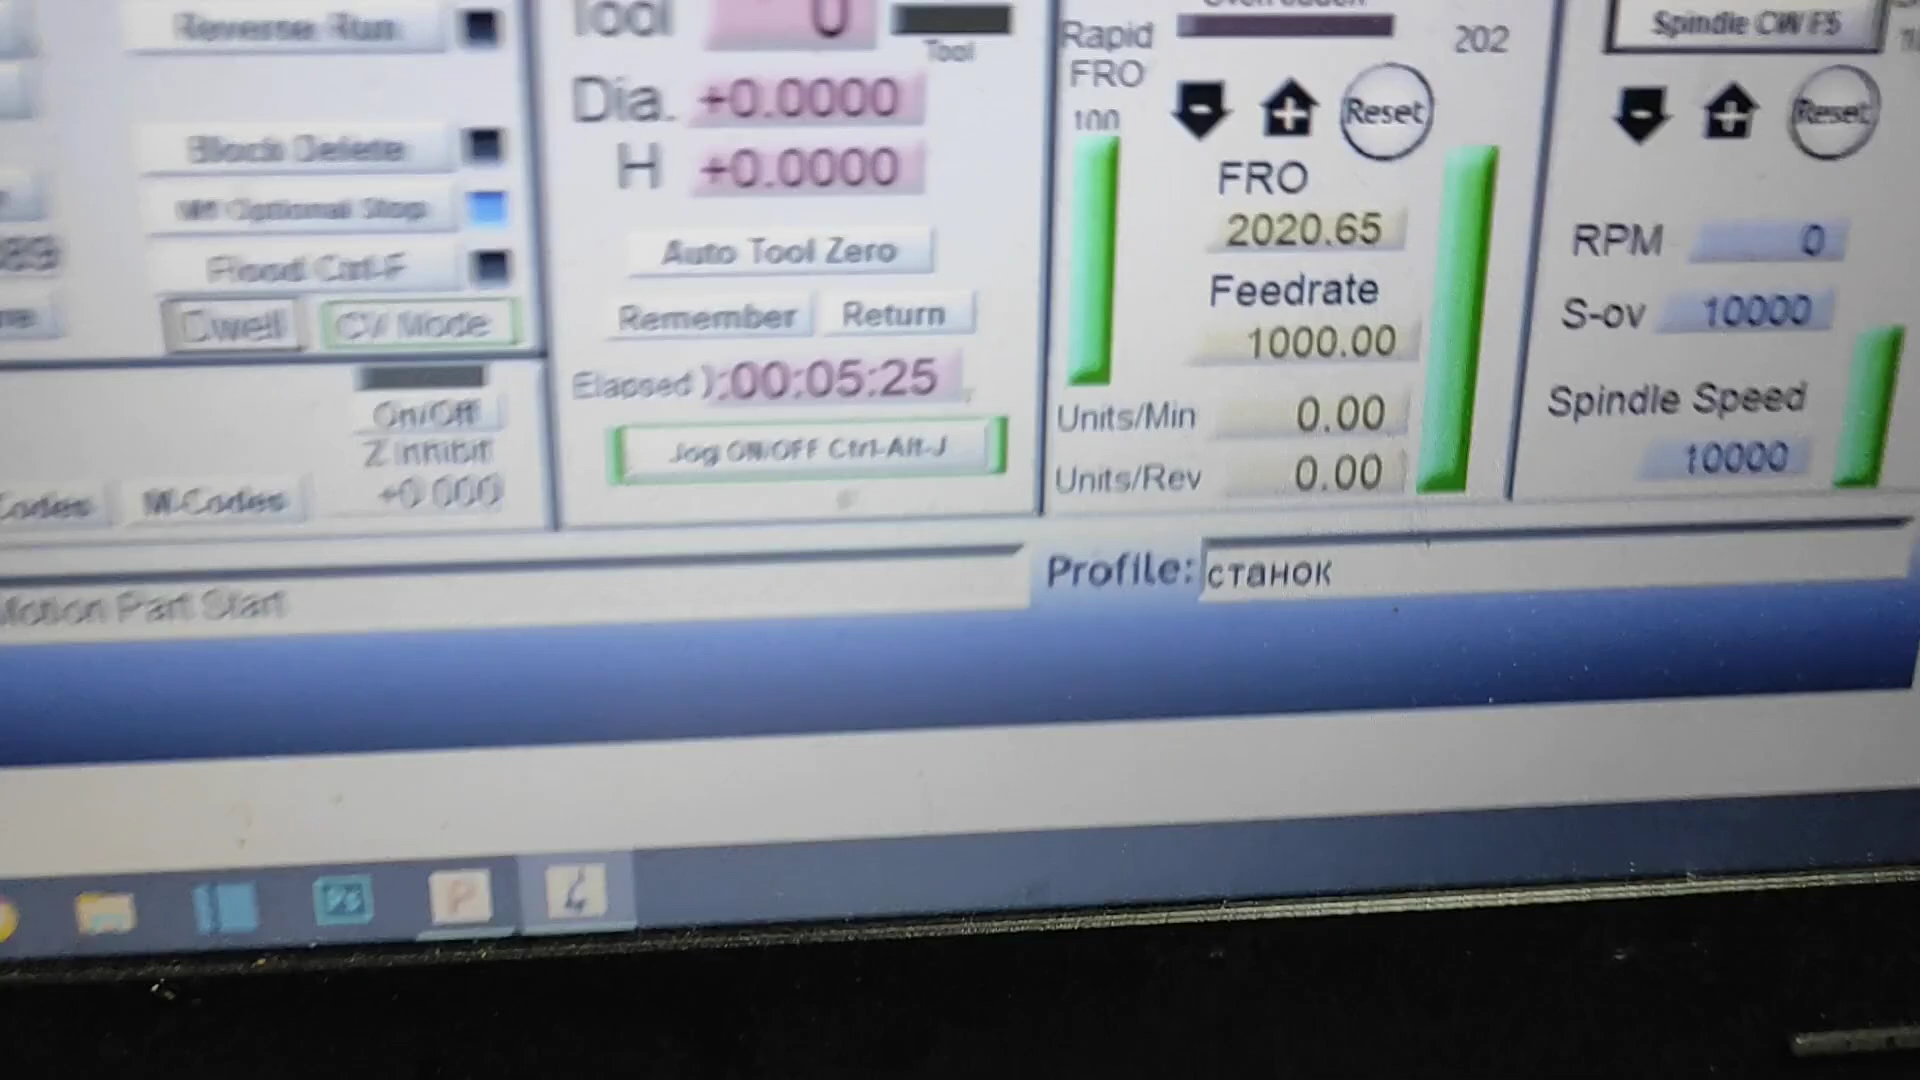 Reverse Run
Block Delete
M1 Optional Stop
Flood Ctrl-F
Dwell
CV Mode
On/Off
Z Inhibit
+0.000
M-Codes
Tool 0
Tool
Dia. +0.0000
H +0.0000
Auto Tool Zero
Remember
Return
Elapsed
:00:05:25
Jog ON/OFF Ctrl-Alt-J
Rapid
FRO
100
202
Reset
FRO
2020.65
Feedrate
1000.00
Units/Min 0.00
Units/Rev 0.00
Spindle CW F5
Reset
RPM 0
S-ov 10000
Spindle Speed
10000
Part Start
Profile: станок